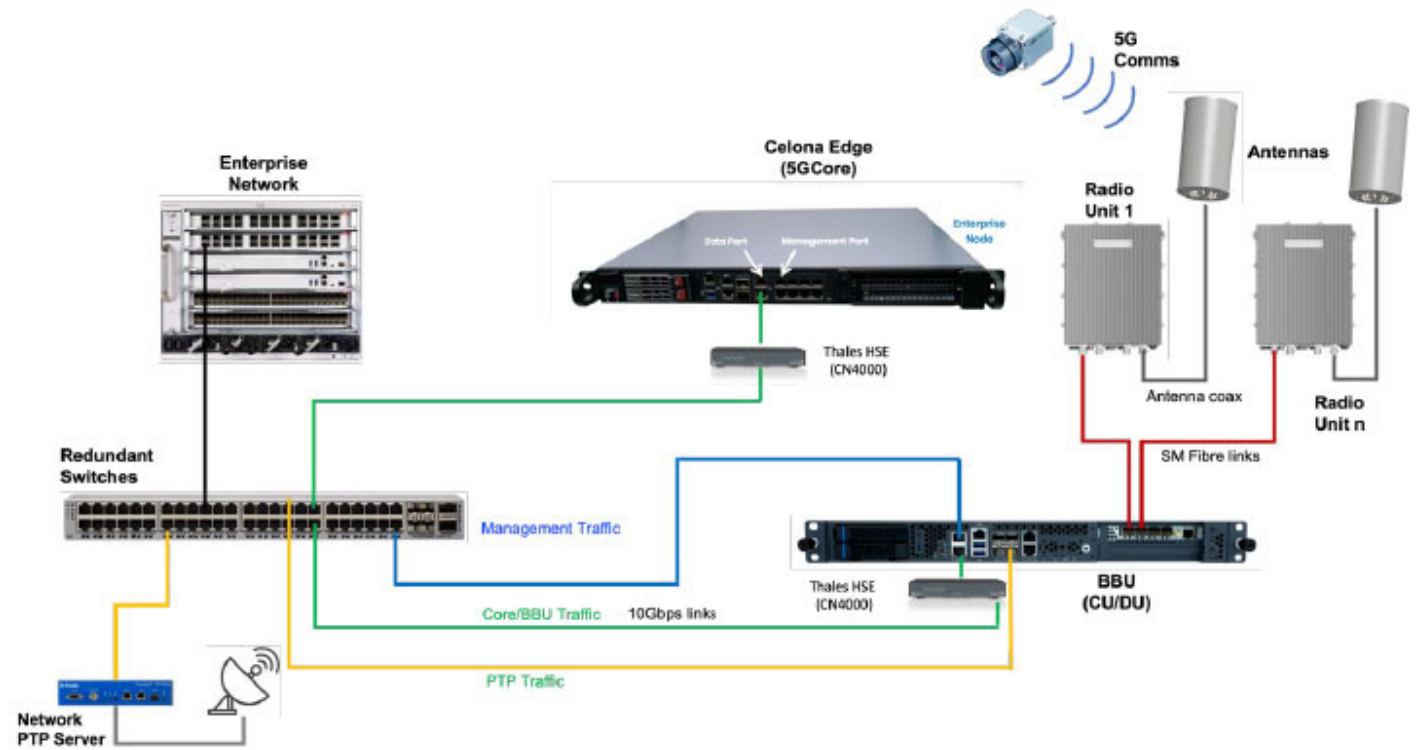 5G
Comms
Antennas
Celona Edge
(5GCore)
Enterprise
Network
Radio
Unit 1
Enterprise
Node
Data Port
Management Port
Thales HSE
(CN4000)
Antenna coax
Radio
Unit n
SM Fibre links
Redundant
Switches
Management Traffic
Thales HSE
(CN4000)
BBU
(CU/DU)
Core/BBU Traffic
10Gbps links
PTP Traffic
Network
PTP Server